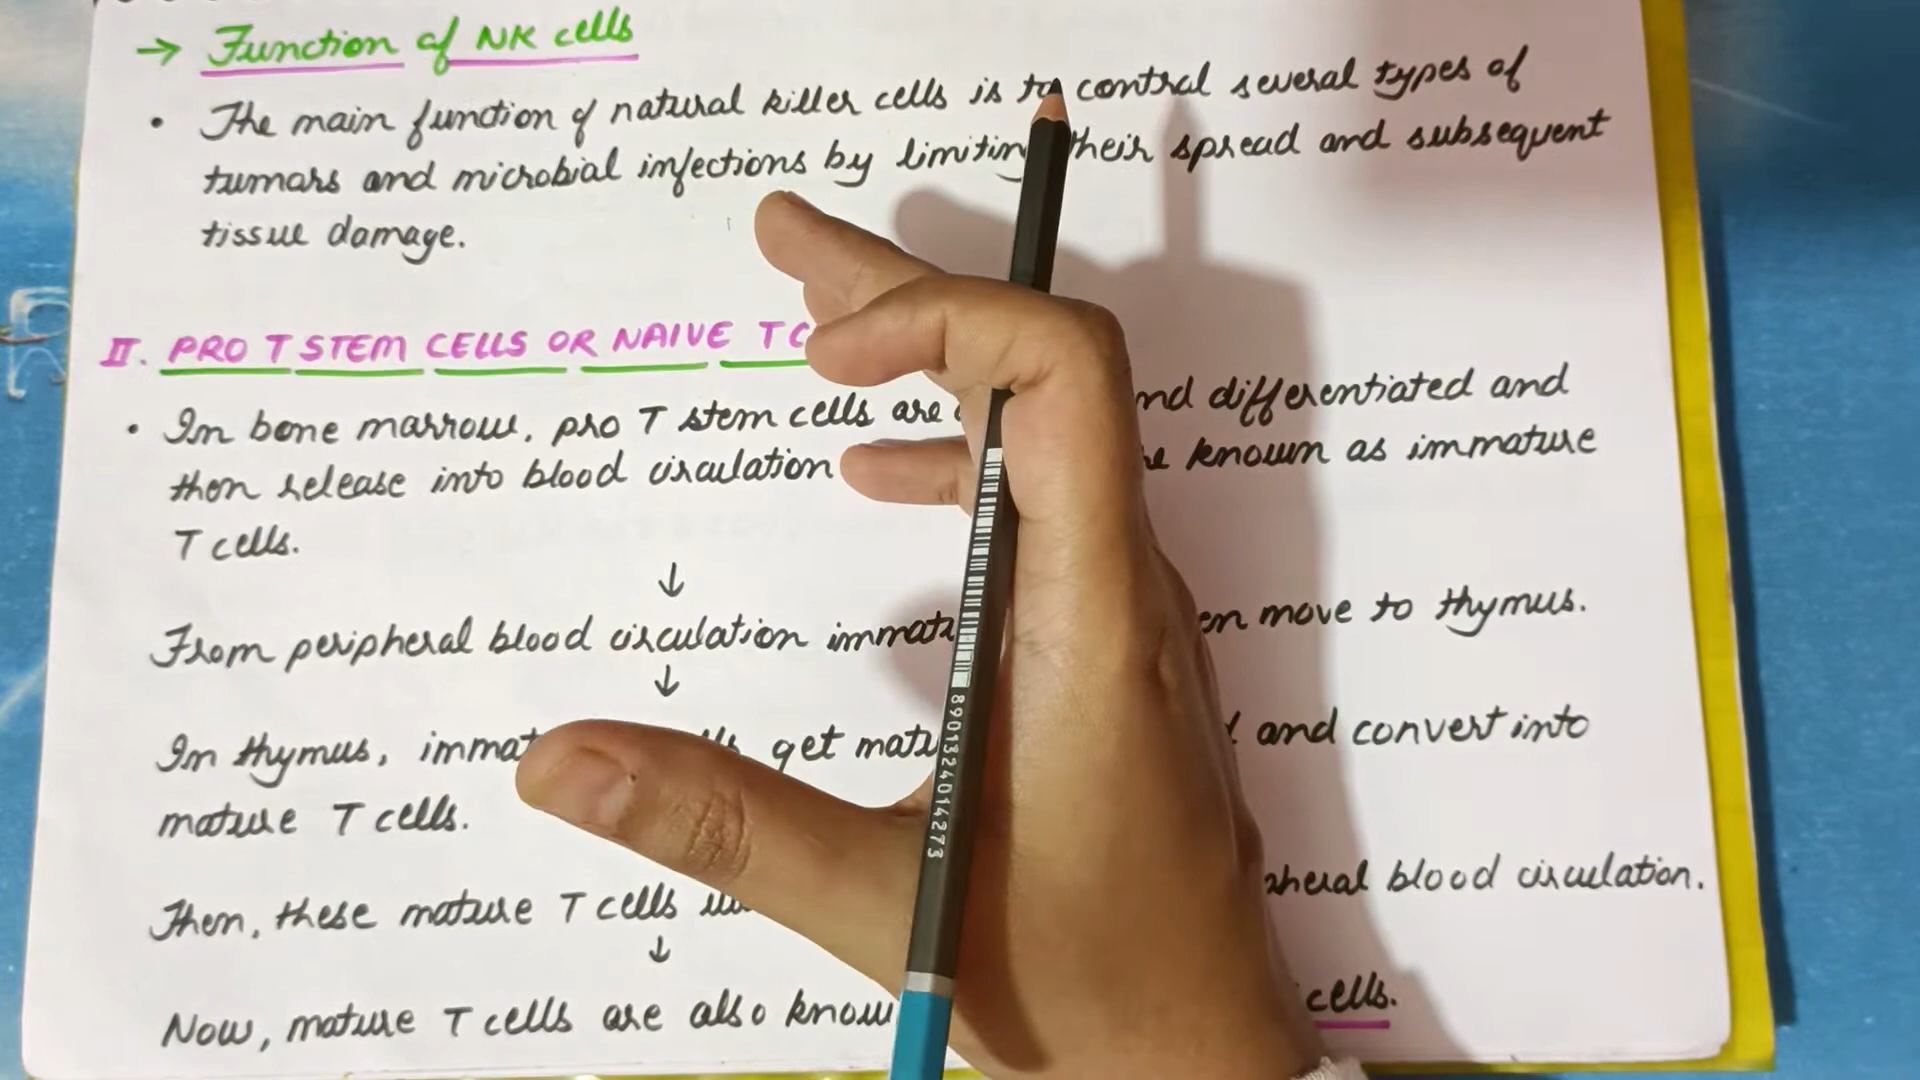 → Function of NK cells
• The main function of natural killer cells is to control several types of
tumors and microbial infections by limiting their spread and subsequent
tissue damage.
II. PRO T STEM CELLS OR NAIVE T C
• In bone marrow, pro T stem cells are nd differentiated and
then release into blood circulation known as immature
T cells.
↓
From peripheral blood circulation immat move to thymus.
↓
In thymus, immat get matu and convert into
mature T cells.
Then, these mature T cells pheral blood circulation.
↓
Now, mature T cells are also know cells.
8901324014273